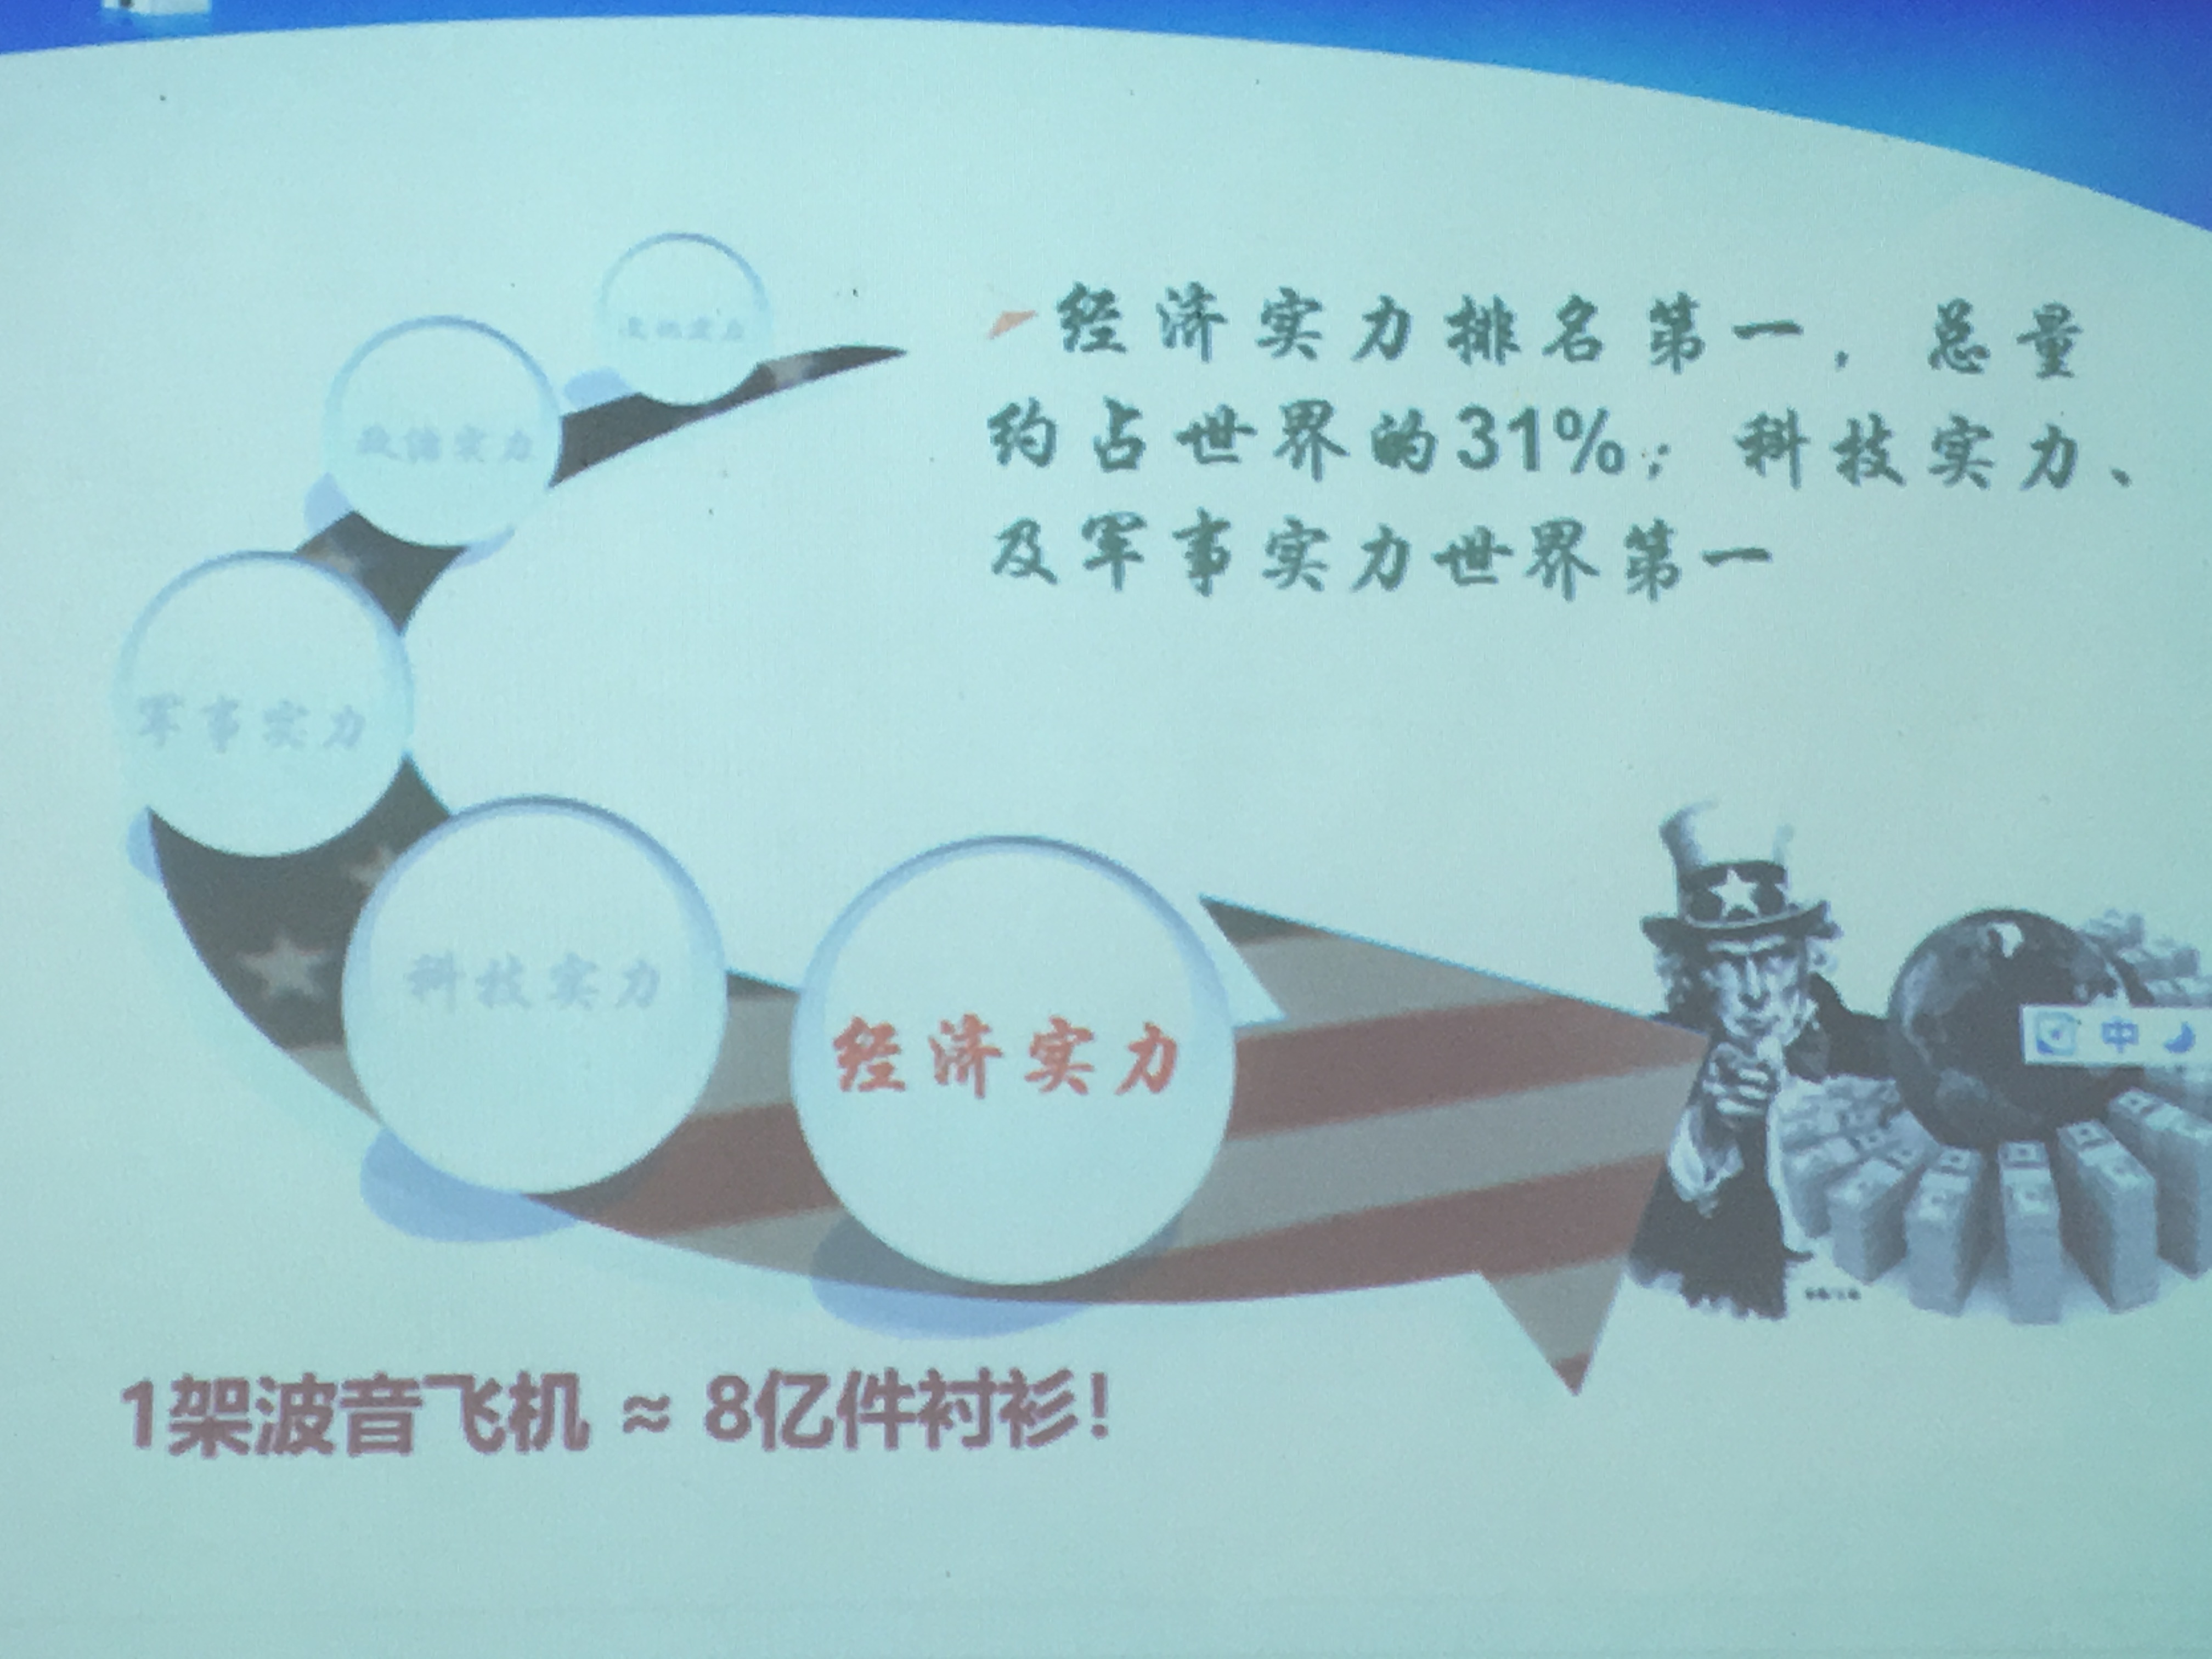 经济实力排名第一，总量
约占世界的31%；科技实力、
及军事实力世界第一
政治实力
军事实力
科技实力
经济实力
中
1架波音飞机 ≈ 8亿件衬衫！